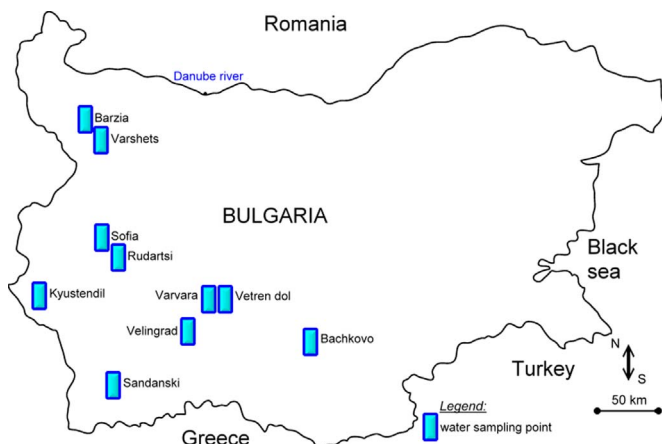 Romania
Danube river
Barzia
Varshets
BULGARIA
Sofia
Rudartsi
Black
sea
Kyustendil
Varvara
Vetren dol
Velingrad
Bachkovo
N
S
Turkey
Sandanski
50 km
Legend:
water sampling point
Greece